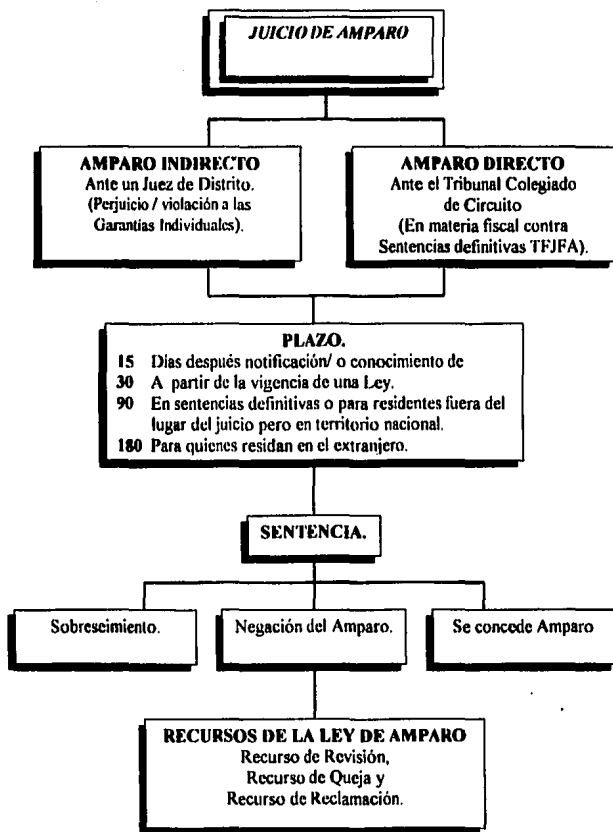 JUICIO DE AMPARO
AMPARO INDIRECTO
Ante un Juez de Distrito.
(Perjuicio / violación a las
Garantías Individuales).
AMPARO DIRECTO
Ante el Tribunal Colegiado
de Circuito
(En materia fiscal contra
Sentencias definitivas TFJFA).
PLAZO.
15 Dias después notificación/ o conocimiento de
30 A partir de la vigencia de una Ley.
90 En sentencias definitivas o para residentes fuera del
lugar del juicio pero en territorio nacional.
180 Para quienes residan en el extranjero.
SENTENCIA.
Sobreseimiento.
Negación del Amparo.
Se concede Amparo
RECURSOS DE LA LEY DE AMPARO
Recurso de Revisión,
Recurso de Queja y
Recurso de Reclamación.